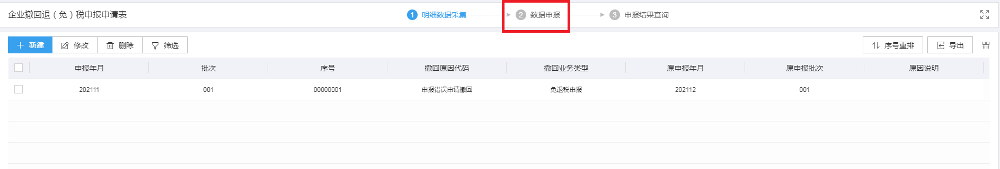 企业撤回退（免）税申报申请表
1 明细数据采集 2 数据申报 3 申报结果查询
新建 修改 删除 筛选 序号重排 导出
申报年月 批次 序号 撤回原因代码 撤回业务类型 原申报年月 原申报批次 原因说明
202111 001 00000001 申报错误申请撤回 免退税申报 202112 001